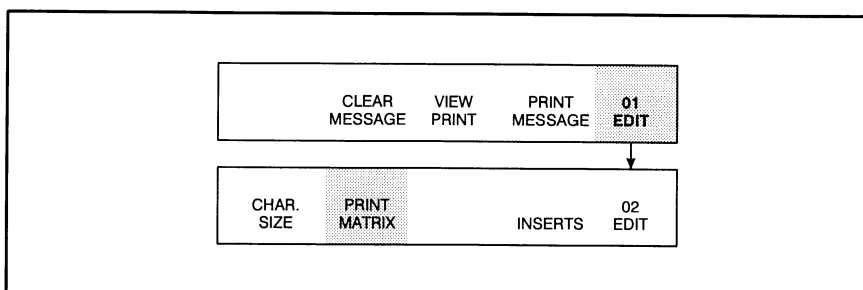 CLEAR VIEW PRINT 01
MESSAGE PRINT MESSAGE EDIT
CHAR. PRINT 02
SIZE MATRIX INSERTS EDIT